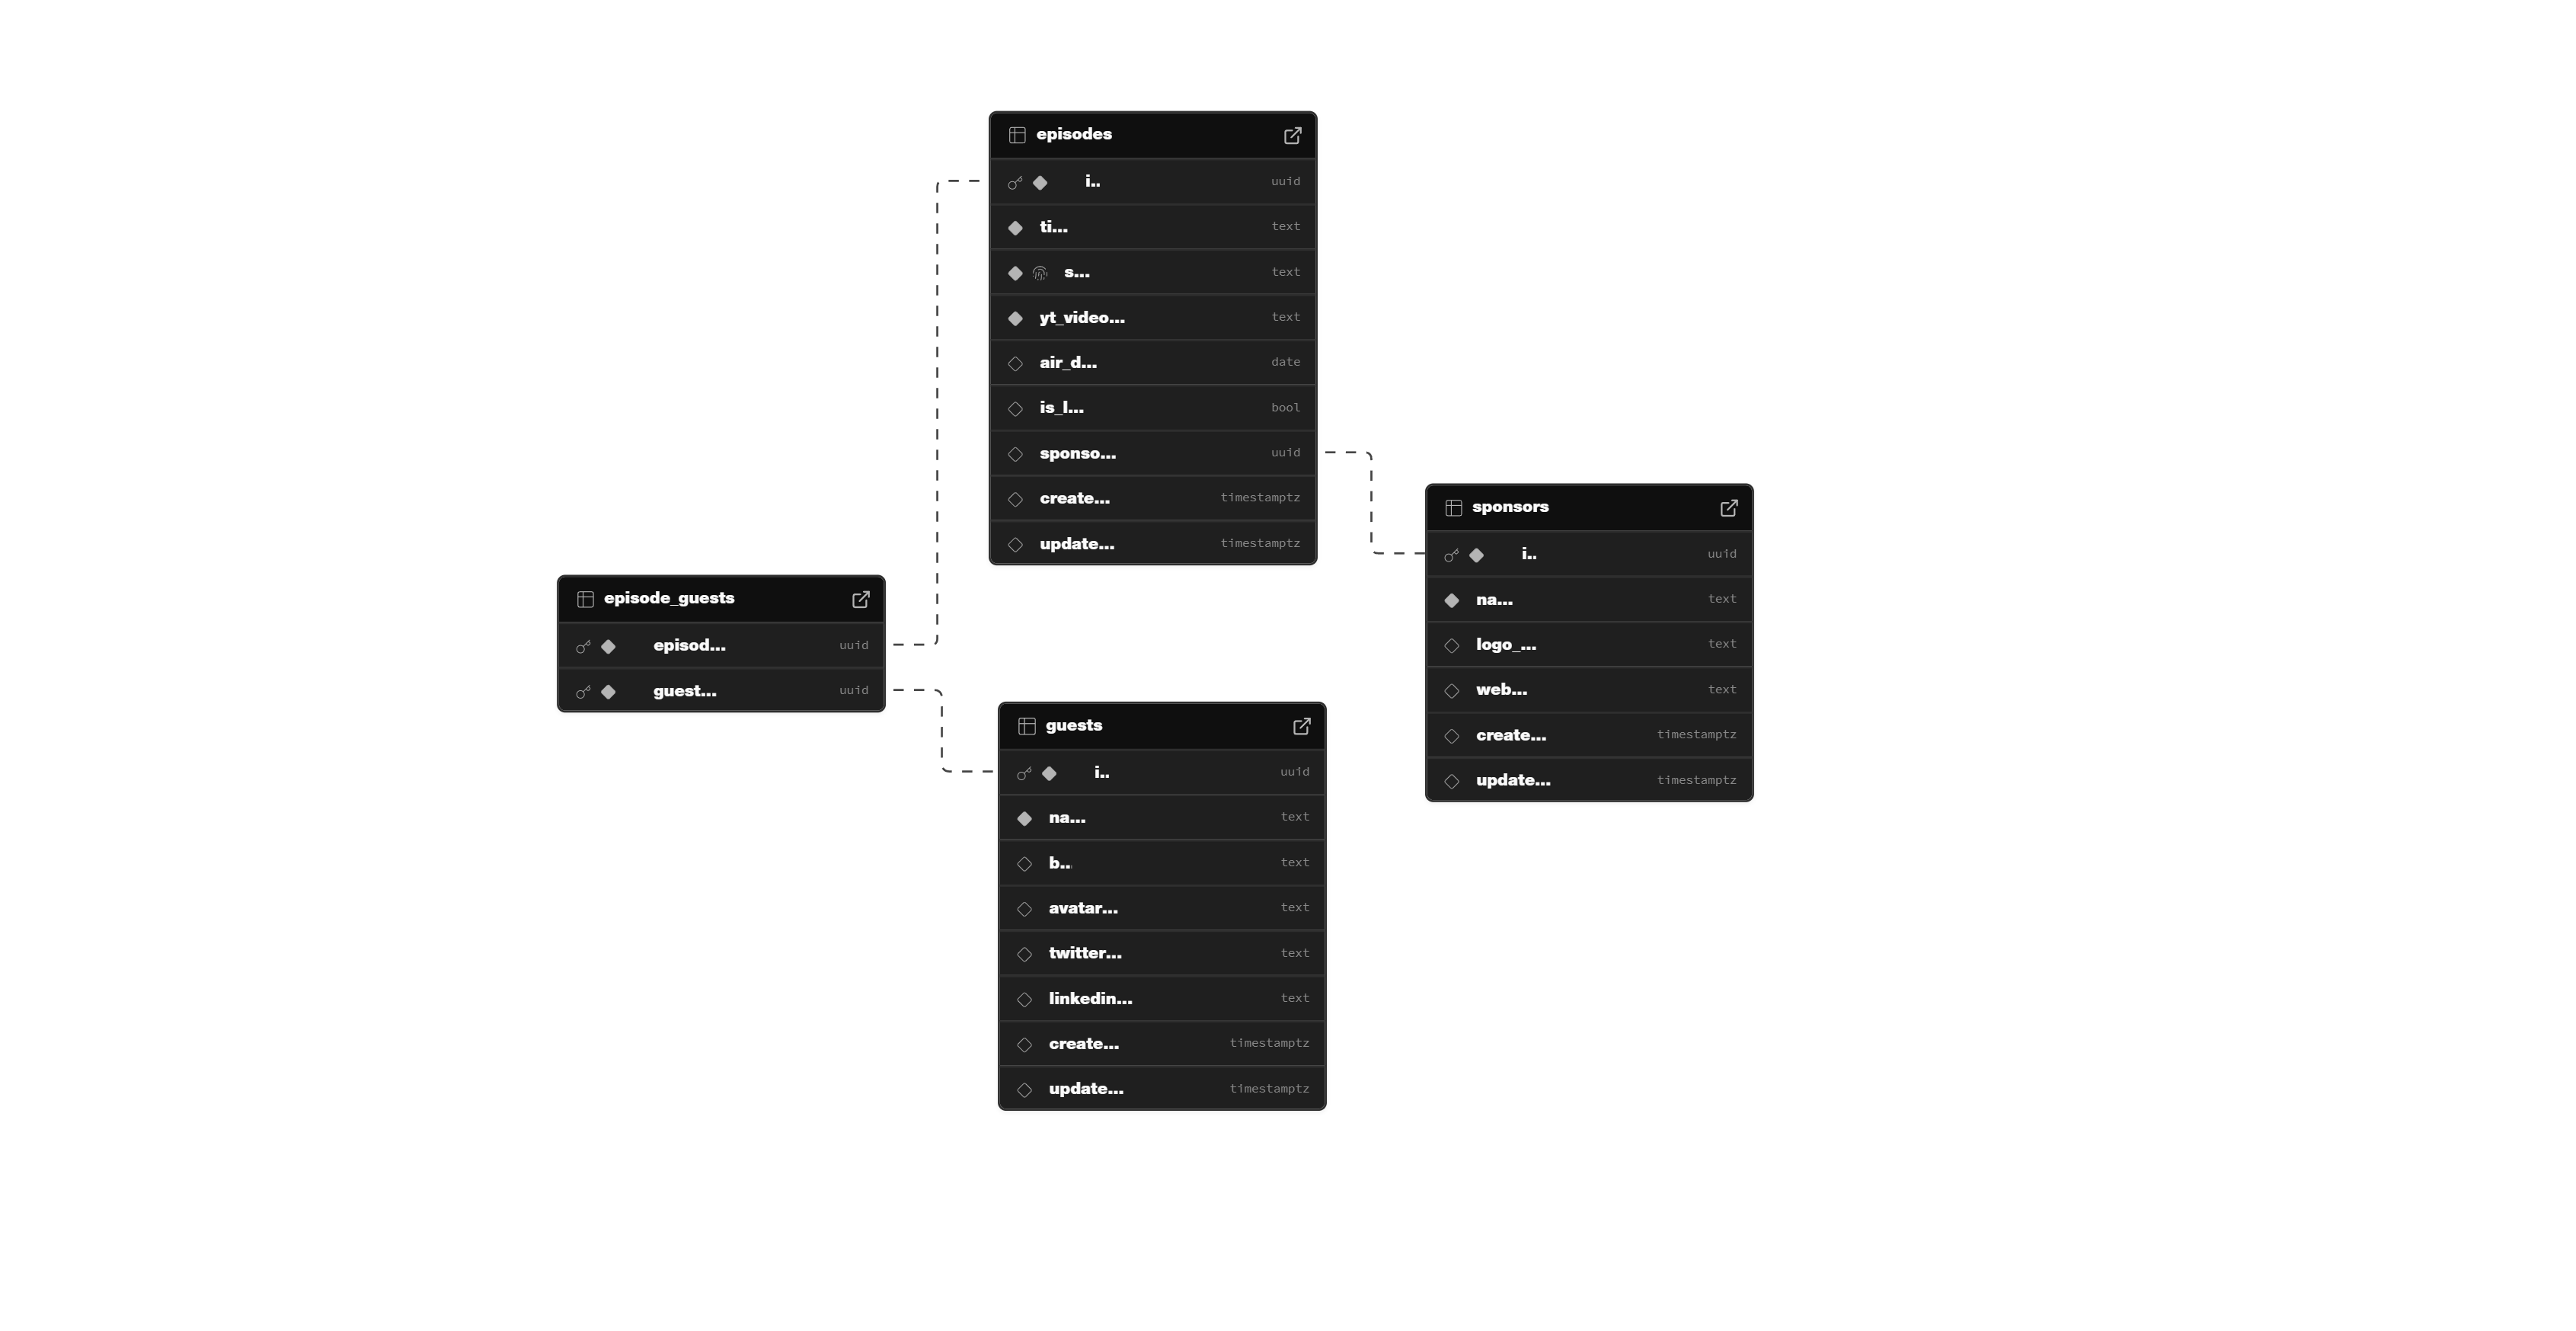 episodes
i.. uuid
ti... text
s... text
yt_video... text
air_d... date
is_l... bool
sponso... uuid
create... timestamptz
update... timestamptz
sponsors
i.. uuid
na... text
logo_... text
web... text
create... timestamptz
update... timestamptz
episode_guests
episod... uuid
guest... uuid
guests
i.. uuid
na... text
b... text
avatar... text
twitter... text
linkedin... text
create... timestamptz
update... timestamptz